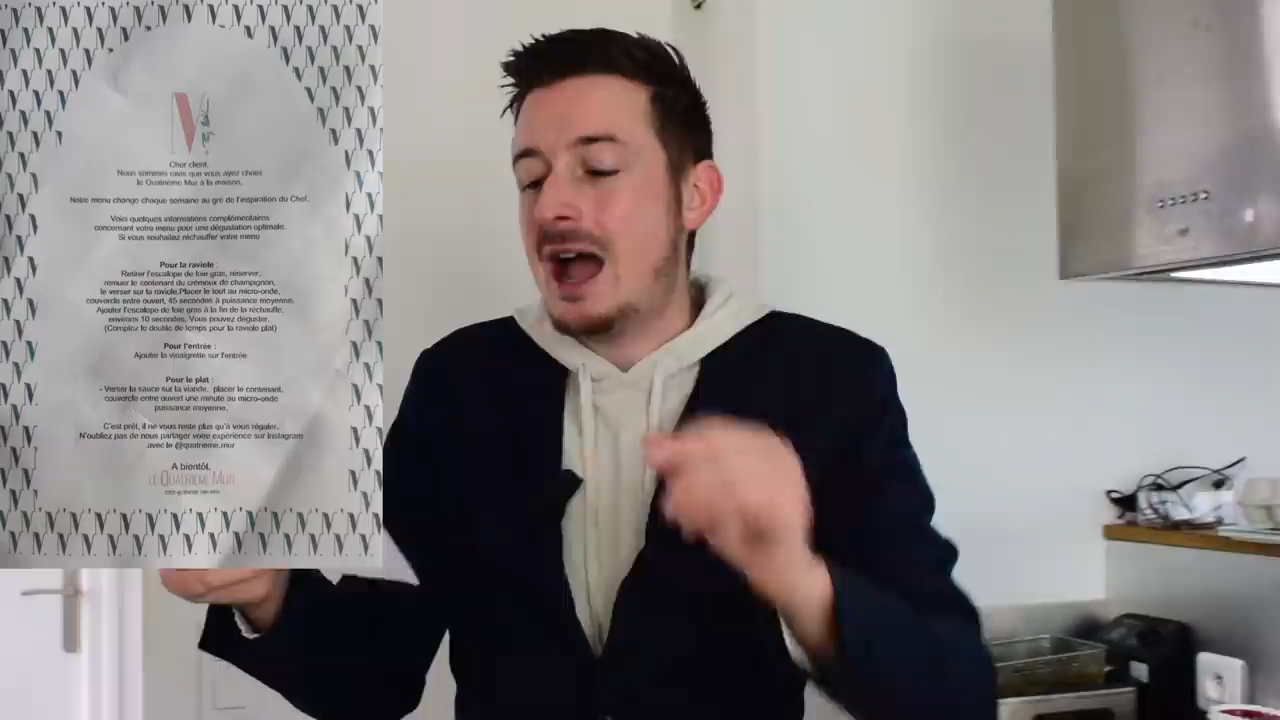 Cher client,
Nous sommes ravis que vous ayez choisi
le Quatrième Mur à la maison.
Notre menu change chaque semaine au gré de l'inspiration du Chef.
Voici quelques informations complémentaires
concernant votre menu pour une dégustation optimale.
Si vous souhaitez réchauffer votre menu
Pour la raviole :
Retirer l'escalope de foie gras, réserver,
remuer le contenant du crémeux de champignon,
le verser sur la raviole.Placer le tout au micro-onde,
couvercle entre ouvert, 45 secondes à puissance moyenne.
Ajouter l'escalope de foie gras à la fin de la réchauffe,
environs 10 secondes. Vous pouvez déguster.
(Comptez le double de temps pour la raviole plat)
Pour l'entrée :
Ajouter la vinaigrette sur l'entrée
Pour le plat :
- Verser la sauce sur la viande, placer le contenant,
couvercle entre ouvert une minute au micro-onde
puissance moyenne.
C'est prêt, il ne vous reste plus qu'à vous régaler.
N'oubliez pas de nous partager votre expérience sur Instagram
avec le @quatrieme.mur
A bientôt,
LE QUATRIÈME MUR